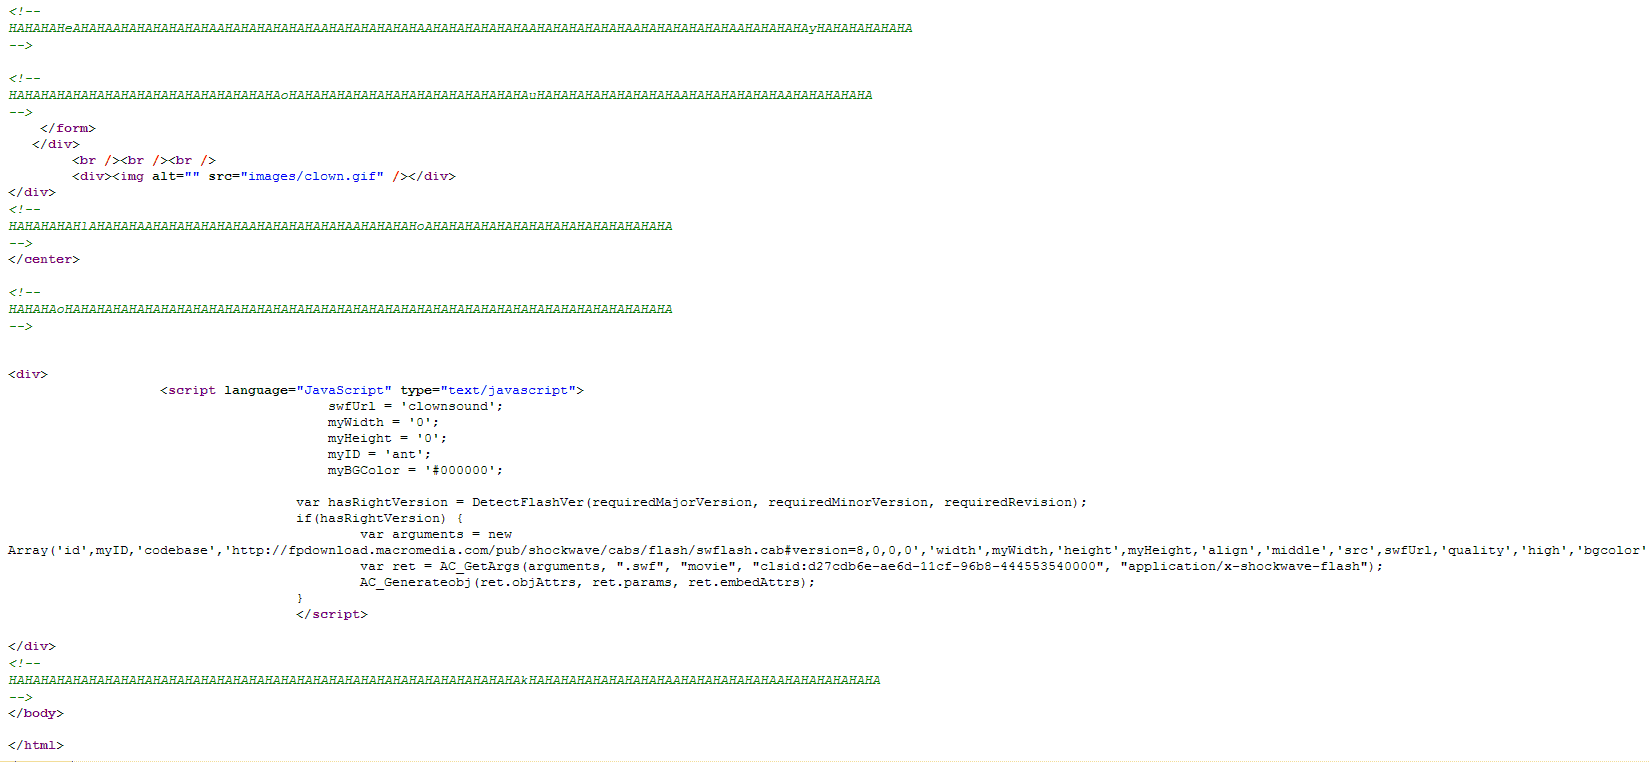 <!--
HAHAHAHeAHAHAAHAHAHAHAHAHAAHAHAHAHAHAHAAHAHAHAHAHAHAAHAHAHAHAHAHAAHAHAHAHAHAHAAHAHAHAHAHAHAAHAHAHAHAyHAHAHAHAHAHA
-->
<!--
HAHAHAHAHAHAHAHAHAHAHAHAHAHAHAHAHAoHAHAHAHAHAHAHAHAHAHAHAHAHAHAHAuHAHAHAHAHAHAHAHAHAAHAHAHAHAHAHAAHAHAHAHAHA
-->
</form>
</div>
<br /><br /><br />
<div><img alt="" src="images/clown.gif" /></div>
</div>
<!--
HAHAHAHAHlAHAHAHAAHAHAHAHAHAHAAHAHAHAHAHAHAAHAHAHAHoAHAHAHAHAHAHAHAHAHAHAHAHAHAHAHA
-->
</center>
<!--
HAHAHAoHAHAHAHAHAHAHAHAHAHAHAHAHAHAHAHAHAHAHAHAHAHAHAHAHAHAHAHAHAHAHAHAHAHAHAHAHAHA
-->
<div>
<script language="JavaScript" type="text/javascript">
swfUrl = 'clownsound';
myWidth = '0';
myHeight = '0';
myID = 'ant';
myBGColor = '#000000';
var hasRightVersion = DetectFlashVer(requiredMajorVersion, requiredMinorVersion, requiredRevision);
if(hasRightVersion) {
var arguments = new
Array('id',myID,'codebase','http://fpdownload.macromedia.com/pub/shockwave/cabs/flash/swflash.cab#version=8,0,0,0','width',myWidth,'height',myHeight,'align','middle','src',swfUrl,'quality','high','bgcolor'
var ret = AC_GetArgs(arguments, ".swf", "movie", "clsid:d27cdb6e-ae6d-11cf-96b8-444553540000", "application/x-shockwave-flash");
AC_Generateobj(ret.objAttrs, ret.params, ret.embedAttrs);
}
</script>
</div>
<!--
HAHAHAHAHAHAHAHAHAHAHAHAHAHAHAHAHAHAHAHAHAHAHAHAHAHAHAHAHAHAHAHAkHAHAHAHAHAHAHAHAHAAHAHAHAHAHAHAAHAHAHAHAHAHA
-->
</body>
</html>